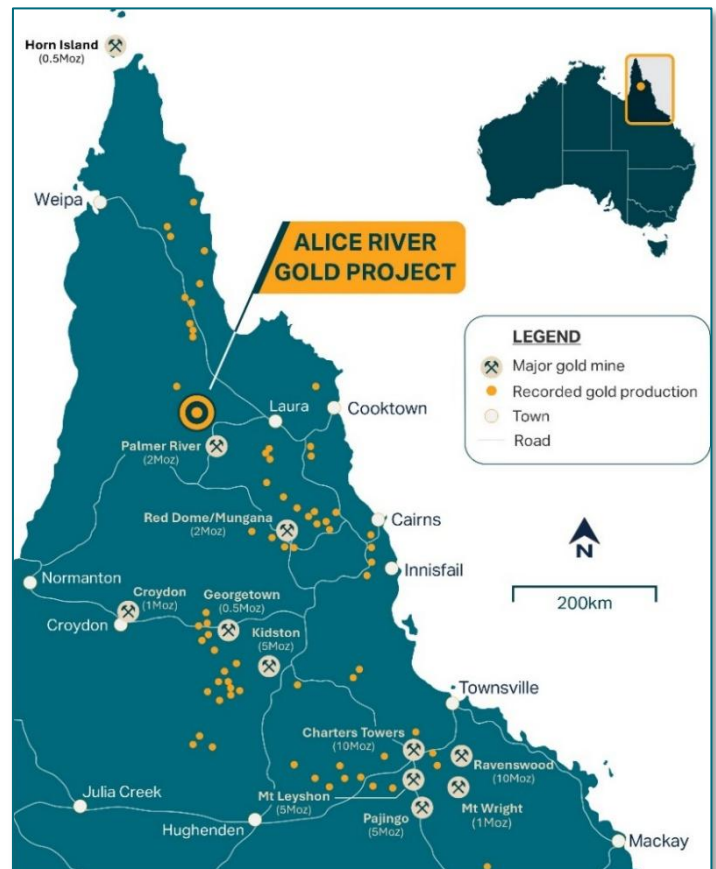 Horn Island
(0.5Moz)
Weipa
ALICE RIVER
GOLD PROJECT
LEGEND
Major gold mine
Recorded gold production
Town
Road
Laura
Cooktown
Palmer River
(2Moz)
Red Dome/Mungana
(2Moz)
Cairns
Innisfail
N
200km
Normanton
Croydon
(1Moz)
Georgetown
(0.5Moz)
Croydon
Kidston
(5Moz)
Townsville
Charters Towers
(10Moz)
Ravenswood
(10Moz)
Mt Leyshon
(5Moz)
Mt Wright
(1Moz)
Pajingo
(5Moz)
Julia Creek
Hughenden
Mackay